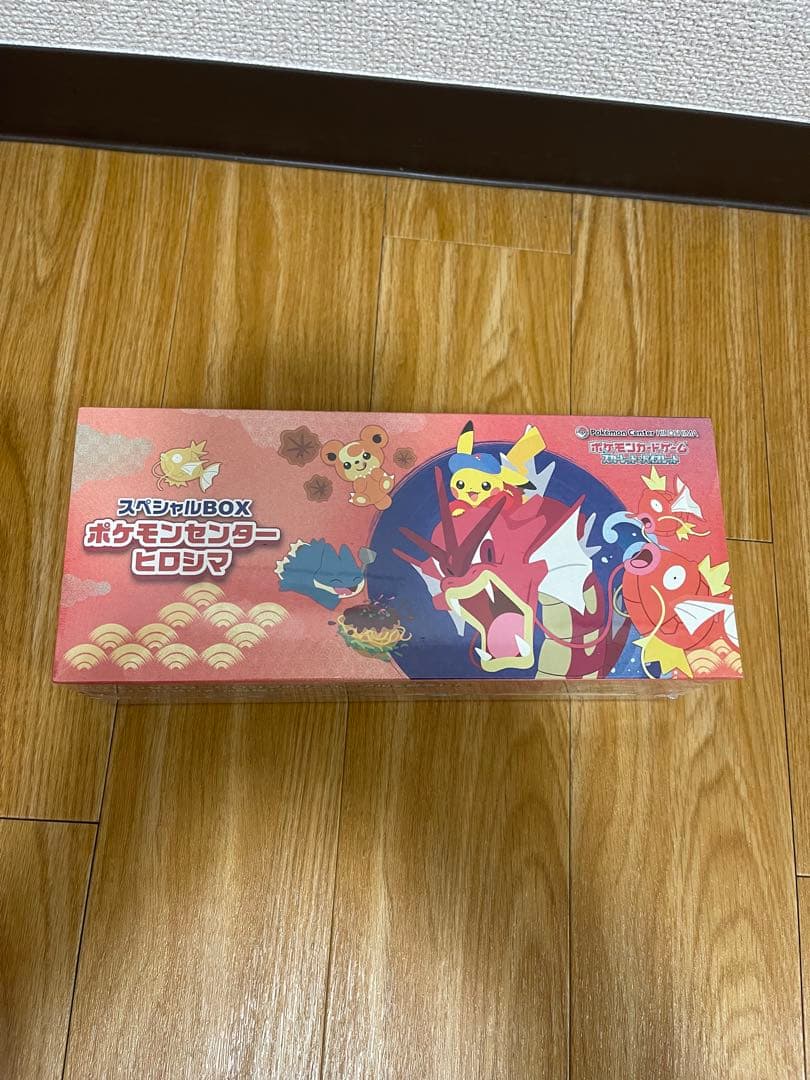 スペシャルBOX
ポケモンセンター
ヒロシマ
Pokémon Center HIROSHIMA
ポケモンカードゲーム
スカーレット&バイオレット